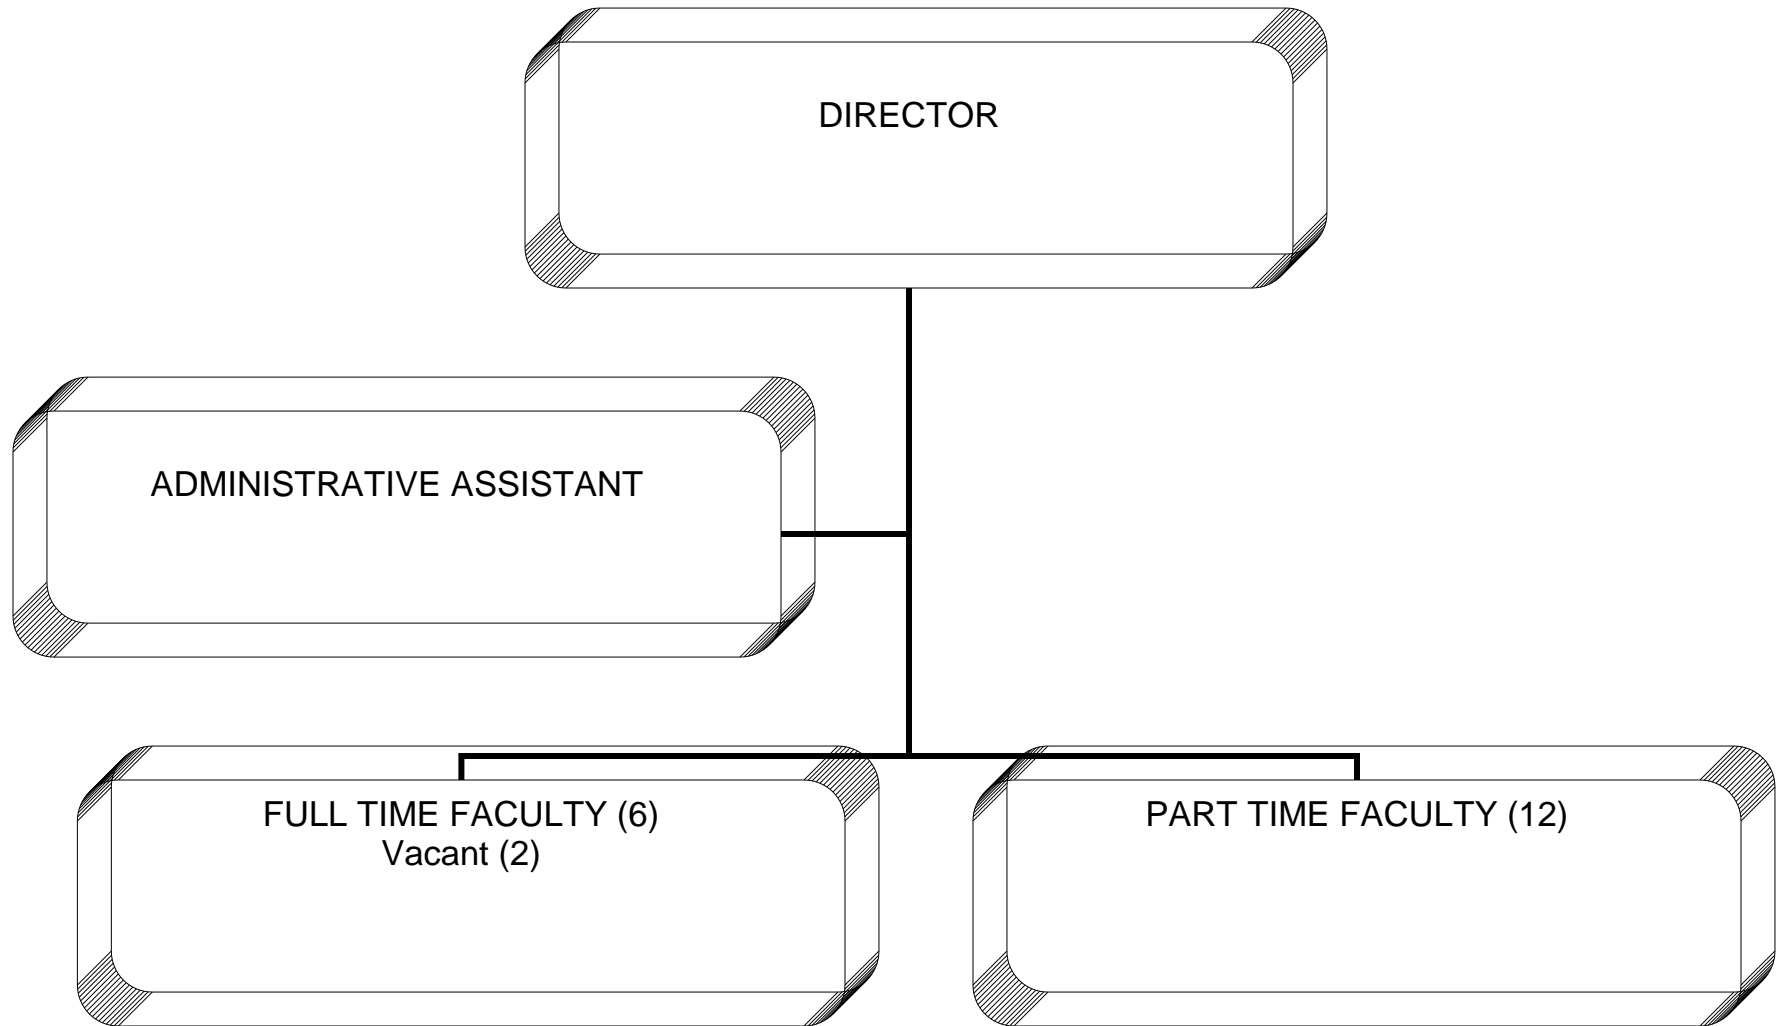 DIRECTOR
ADMINISTRATIVE ASSISTANT
FULL TIME FACULTY (6)
Vacant (2)
PART TIME FACULTY (12)